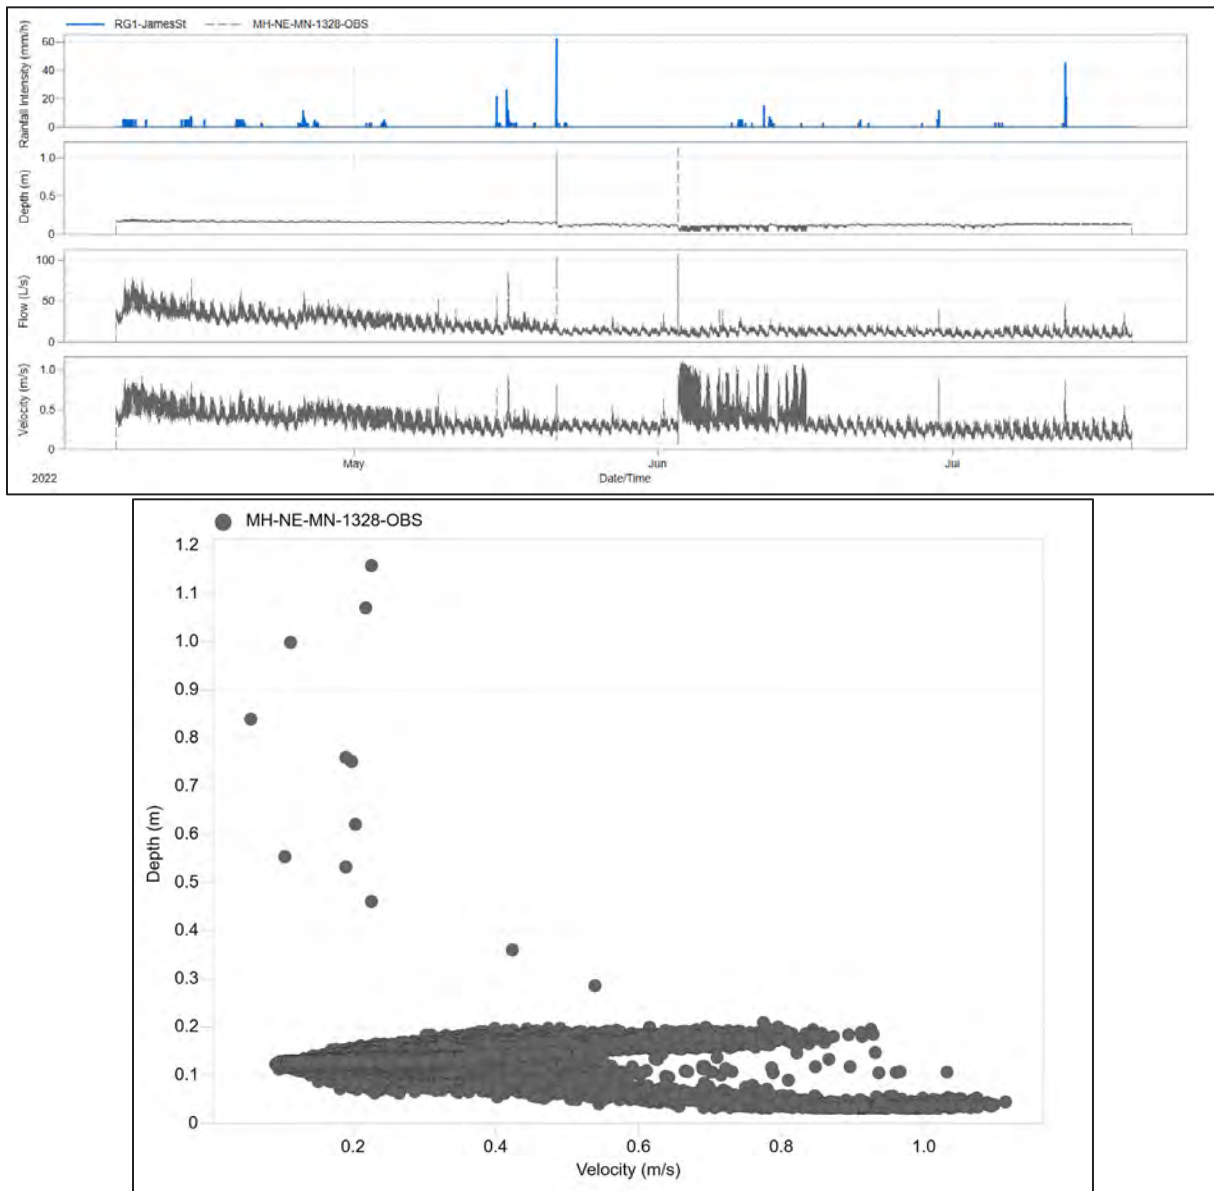 RG1-JamesSt MH-NE-MN-1328-OBS
Rainfall Intensity (mm/h)
60
40
20
0
Depth (m)
1.0
0.5
0
Flow (L/s)
100
50
0
Velocity (m/s)
1.0
0.5
0
May Jun Jul
2022 Date/Time
MH-NE-MN-1328-OBS
Depth (m)
1.2
1.1
1.0
0.9
0.8
0.7
0.6
0.5
0.4
0.3
0.2
0.1
0
0.2 0.4 0.6 0.8 1.0
Velocity (m/s)